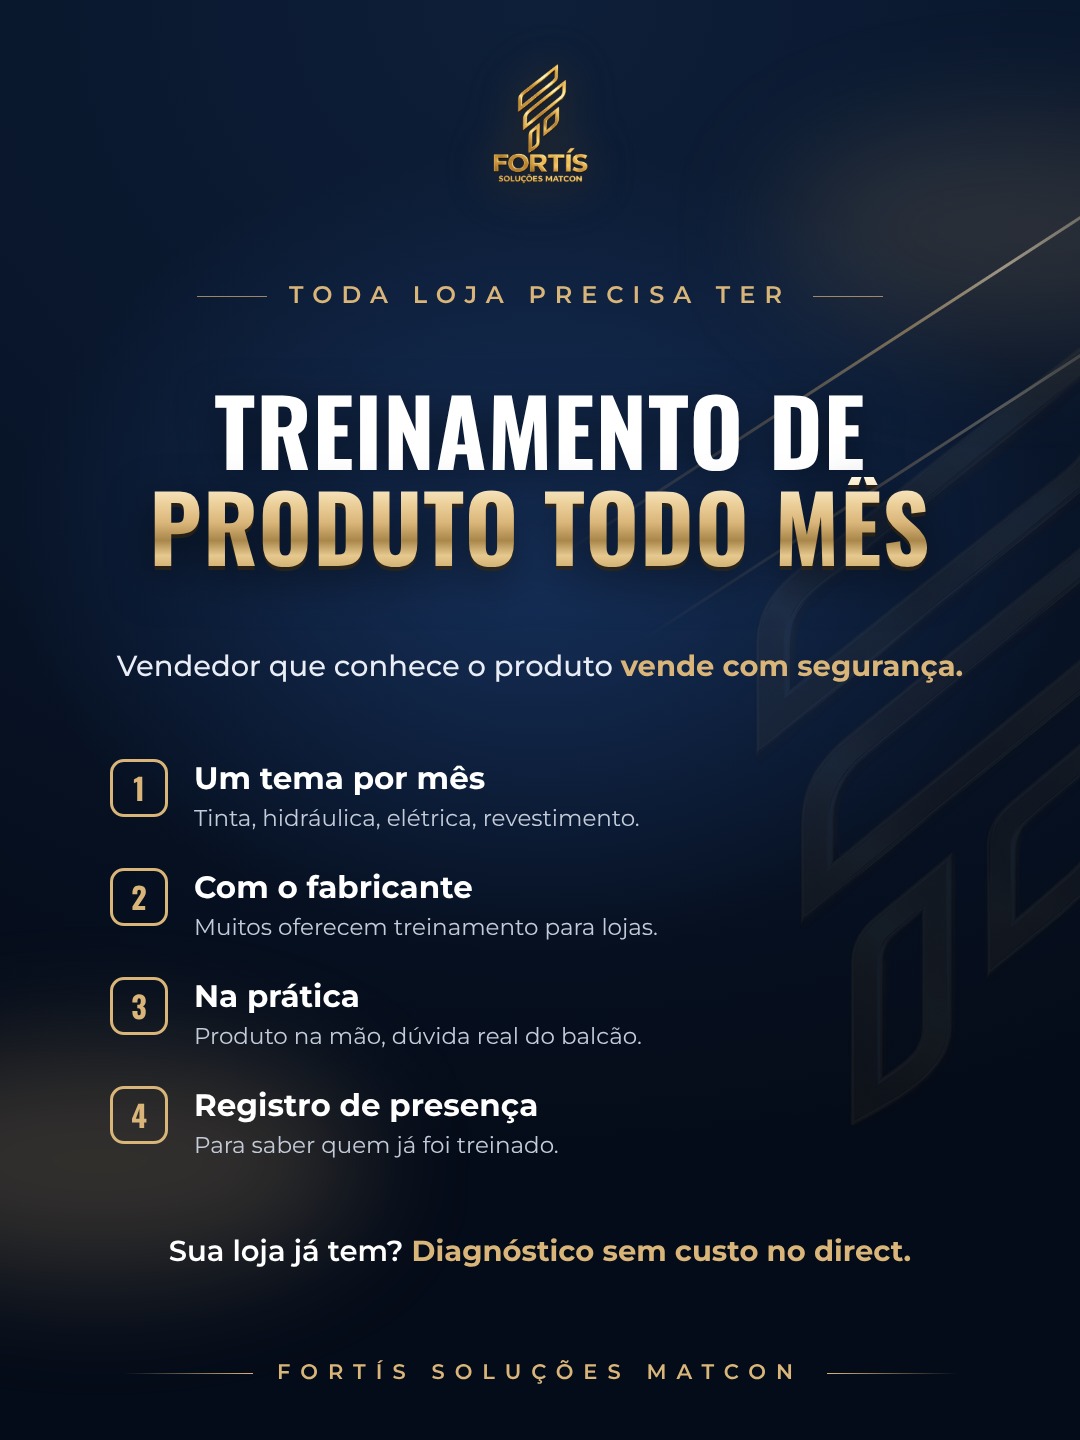 FORTÍS
SOLUÇÕES MATCON
TODA LOJA PRECISA TER
TREINAMENTO DE
PRODUTO TODO MÊS
Vendedor que conhece o produto vende com segurança.
1
Um tema por mês
Tinta, hidráulica, elétrica, revestimento.
2
Com o fabricante
Muitos oferecem treinamento para lojas.
3
Na prática
Produto na mão, dúvida real do balcão.
4
Registro de presença
Para saber quem já foi treinado.
Sua loja já tem? Diagnóstico sem custo no direct.
FORTÍS SOLUÇÕES MATCON